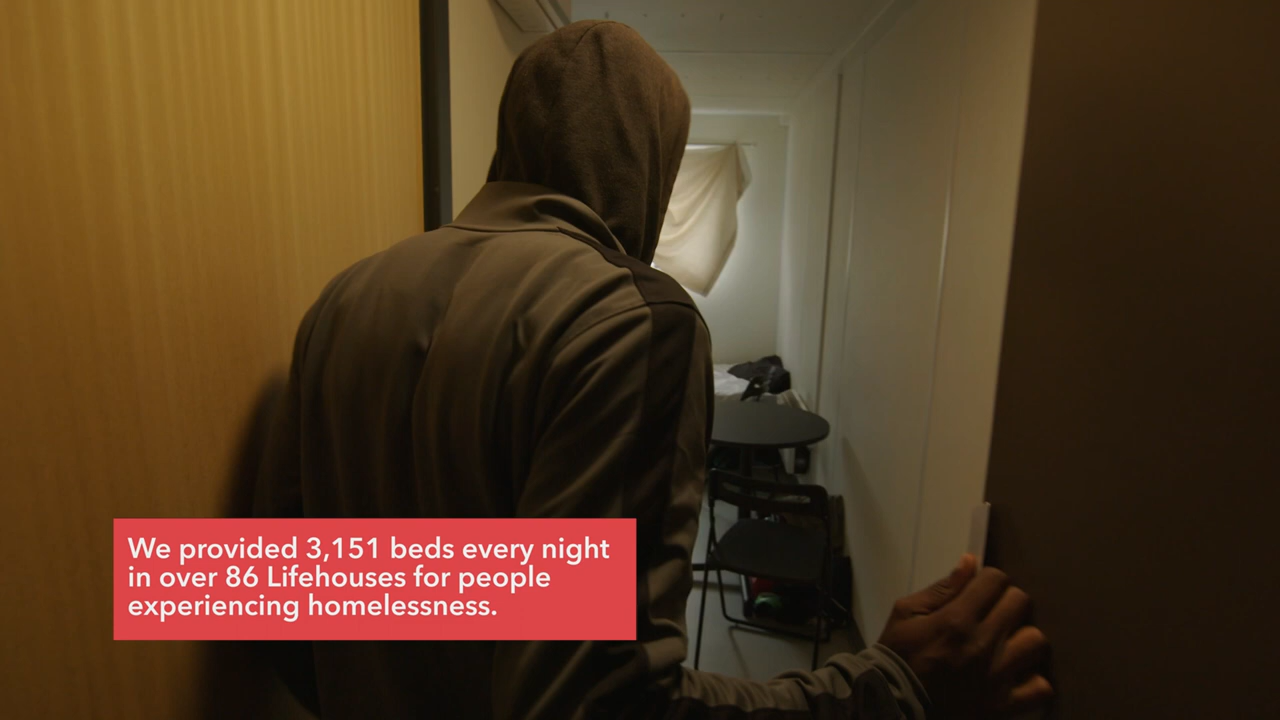 We provided 3,151 beds every night
in over 86 Lifehouses for people
experiencing homelessness.